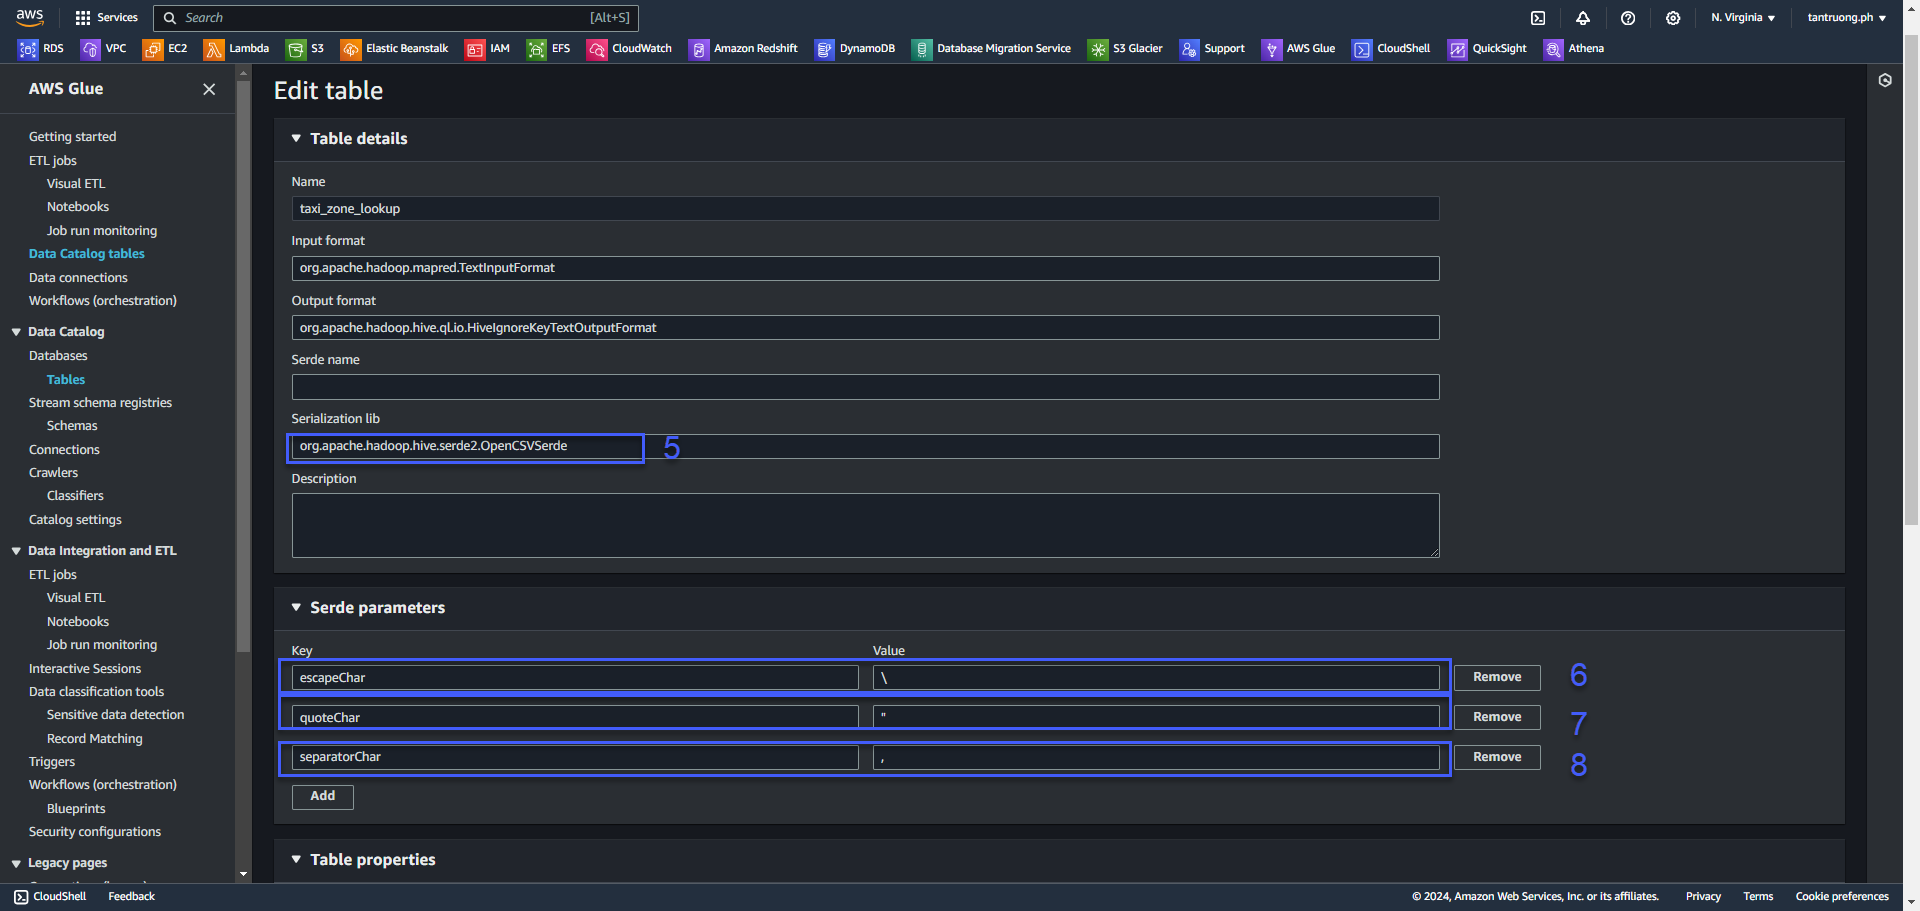 aws
Services
Search
[Alt+S]
N. Virginia
tantruong.ph
RDS
VPC
EC2
Lambda
S3
Elastic Beanstalk
IAM
EFS
CloudWatch
Amazon Redshift
DynamoDB
Database Migration Service
S3 Glacier
Support
AWS Glue
CloudShell
QuickSight
Athena
AWS Glue
Getting started
ETL jobs
Visual ETL
Notebooks
Job run monitoring
Data Catalog tables
Data connections
Workflows (orchestration)
Data Catalog
Databases
Tables
Stream schema registries
Schemas
Connections
Crawlers
Classifiers
Catalog settings
Data Integration and ETL
ETL jobs
Visual ETL
Notebooks
Job run monitoring
Interactive Sessions
Data classification tools
Sensitive data detection
Record Matching
Triggers
Workflows (orchestration)
Blueprints
Security configurations
Legacy pages
Edit table
Table details
Name
taxi_zone_lookup
Input format
org.apache.hadoop.mapred.TextInputFormat
Output format
org.apache.hadoop.hive.ql.io.HiveIgnoreKeyTextOutputFormat
Serde name
Serialization lib
org.apache.hadoop.hive.serde2.OpenCSVSerde
5
Description
Serde parameters
Key
Value
escapeChar
\
Remove
6
quoteChar
"
Remove
7
separatorChar
,
Remove
8
Add
Table properties
CloudShell
Feedback
© 2024, Amazon Web Services, Inc. or its affiliates.
Privacy
Terms
Cookie preferences